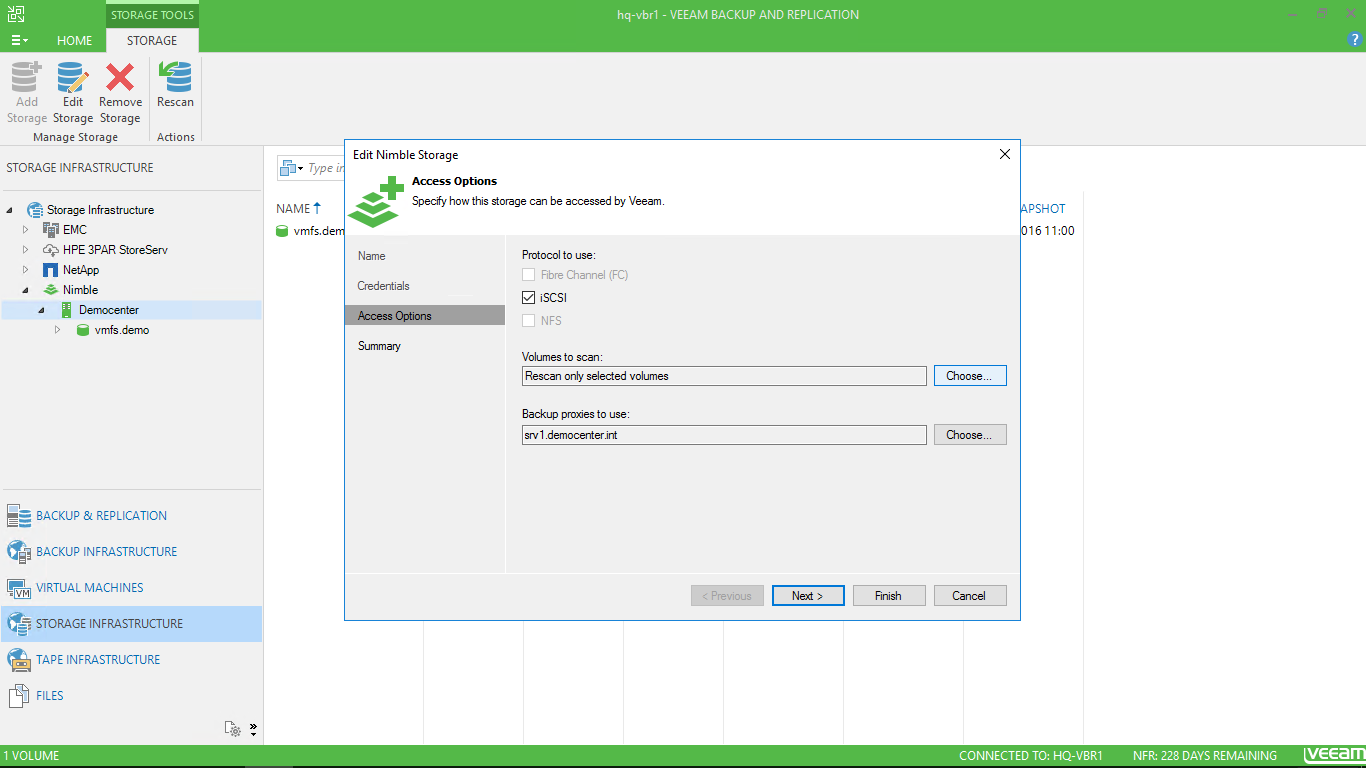 STORAGE TOOLS
hq-vbr1 - VEEAM BACKUP AND REPLICATION
HOME
STORAGE
?
Add Storage
Edit Storage
Remove Storage
Rescan
Manage Storage
Actions
STORAGE INFRASTRUCTURE
Storage Infrastructure
EMC
HPE 3PAR StoreServ
NetApp
Nimble
Democenter
vmfs.demo
BACKUP & REPLICATION
BACKUP INFRASTRUCTURE
VIRTUAL MACHINES
STORAGE INFRASTRUCTURE
TAPE INFRASTRUCTURE
FILES
Type in
NAME
APSHOT
vmfs.dem
016 11:00
Edit Nimble Storage
Access Options
Specify how this storage can be accessed by Veeam.
Name
Credentials
Access Options
Summary
Protocol to use:
Fibre Channel (FC)
iSCSI
NFS
Volumes to scan:
Rescan only selected volumes
Choose...
Backup proxies to use:
srv1.democenter.int
Choose...
< Previous
Next >
Finish
Cancel
1 VOLUME
CONNECTED TO: HQ-VBR1
NFR: 228 DAYS REMAINING
veeam